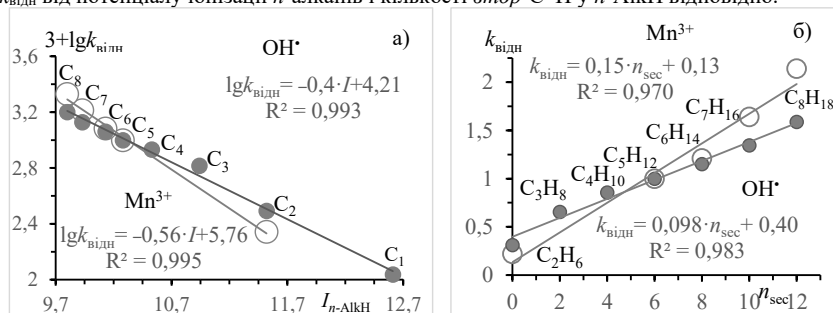 k відн від потенціалу іонізації n-алканів і кількості втор-С–Н у n-AlkH відповідно:
3+lgkвідн
OH•
а)
3,6
3,2
2,8
2,4
2
C8
C7
C6
C5
C4
C3
C2
C1
lgkвідн= –0,4·I+4,21
R² = 0,993
Mn3+
lgkвідн= –0,56·I+5,76
R² = 0,995
9,7 10,7 11,7 12,7
In-AlkH
kвідн
Mn3+
б)
2
1,5
1
0,5
0
kвідн= 0,15·nsec+ 0,13
R² = 0,970
C7H16
C8H18
C6H14
C5H12
C4H10
C3H8
C2H6
OH•
kвідн= 0,098·nsec+ 0,40
R² = 0,983
0 2 4 6 8 10 12
nsec